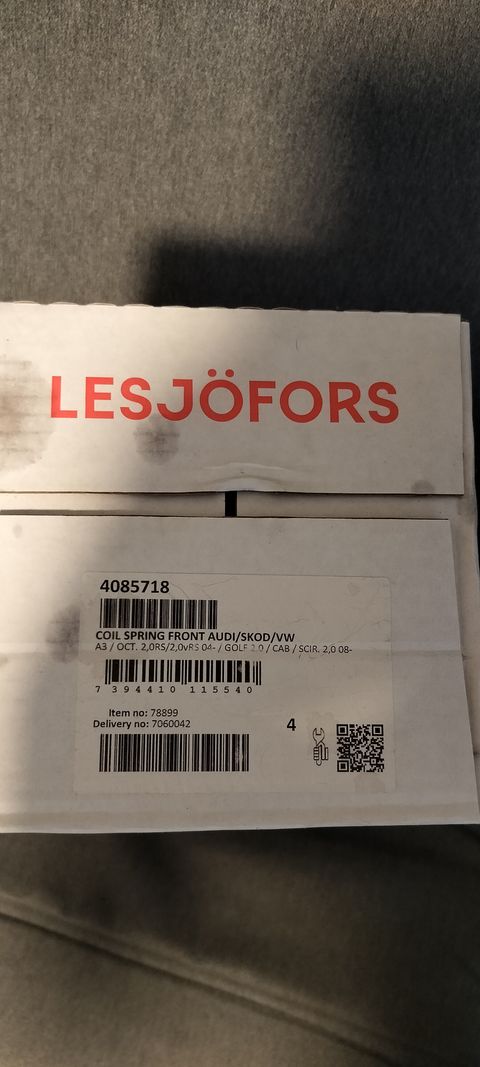 LESJÖFORS
4085718
COIL SPRING FRONT AUDI/SKOD/VW
A3 / OCT. 2,0RS/2,0vRS 04- / GOLF 2.0 / CAB / SCIR. 2,0 08-
7 394410 115540
Item no: 78899
Delivery no: 7060042
4